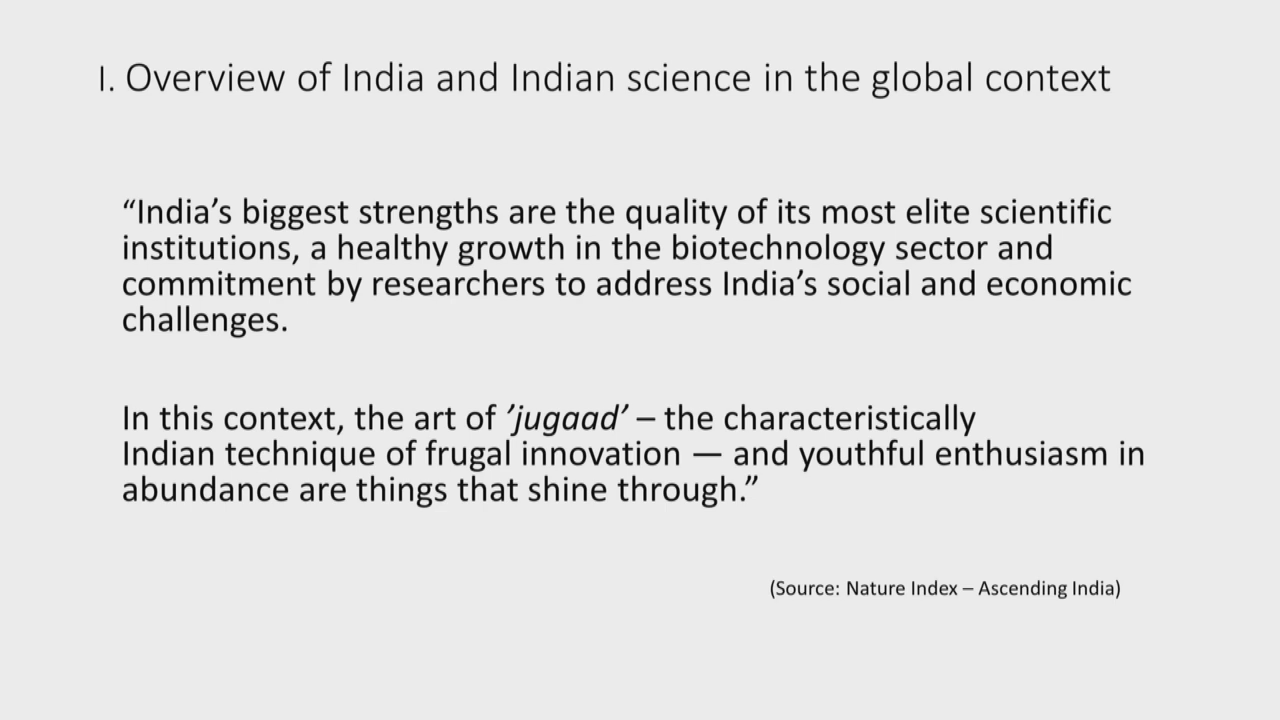 I. Overview of India and Indian science in the global context
“India’s biggest strengths are the quality of its most elite scientific
institutions, a healthy growth in the biotechnology sector and
commitment by researchers to address India’s social and economic
challenges.
In this context, the art of ’jugaad’ – the characteristically
Indian technique of frugal innovation — and youthful enthusiasm in
abundance are things that shine through.”
(Source: Nature Index – Ascending India)